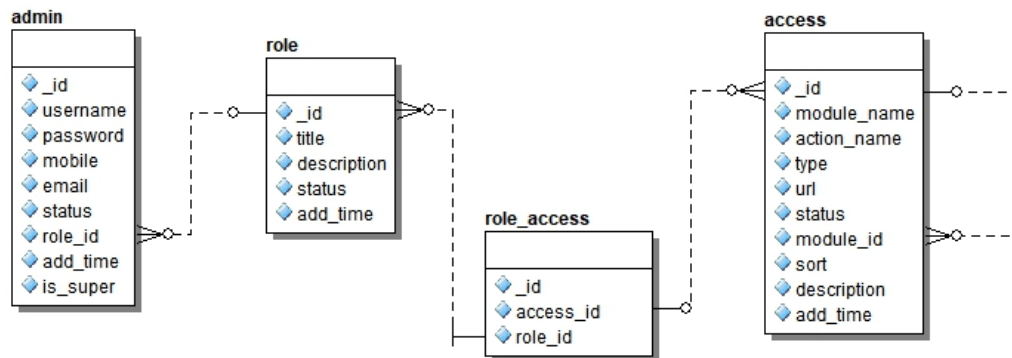 admin
_id
username
password
mobile
email
status
role_id
add_time
is_super
role
_id
title
description
status
add_time
role_access
_id
access_id
role_id
access
_id
module_name
action_name
type
url
status
module_id
sort
description
add_time